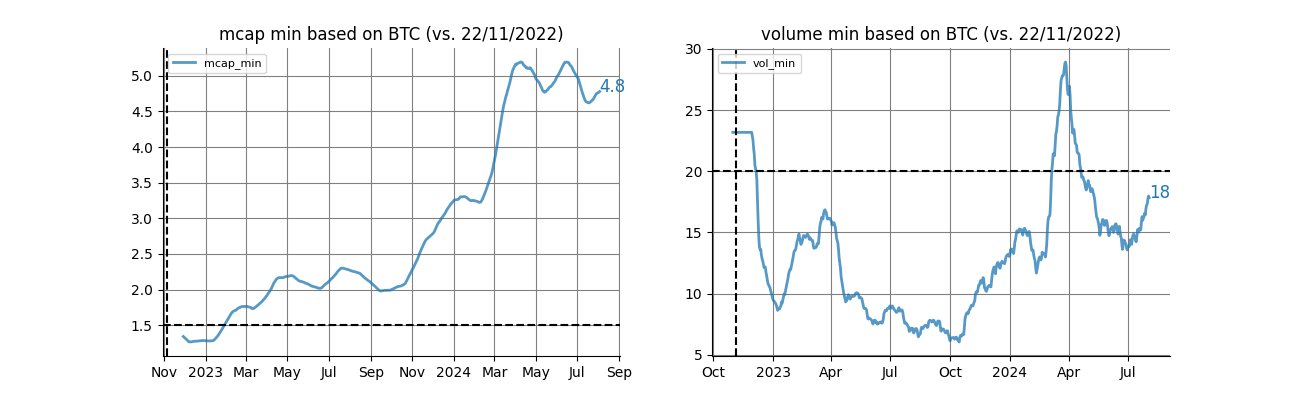 mcap min based on BTC (vs. 22/11/2022)
mcap_min
5.0
4.5
4.0
3.5
3.0
2.5
2.0
1.5
4.8
Nov 2023 Mar May Jul Sep Nov 2024 Mar May Jul Sep
volume min based on BTC (vs. 22/11/2022)
vol_min
30
25
20
15
10
5
18
Oct 2023 Apr Jul Oct 2024 Apr Jul